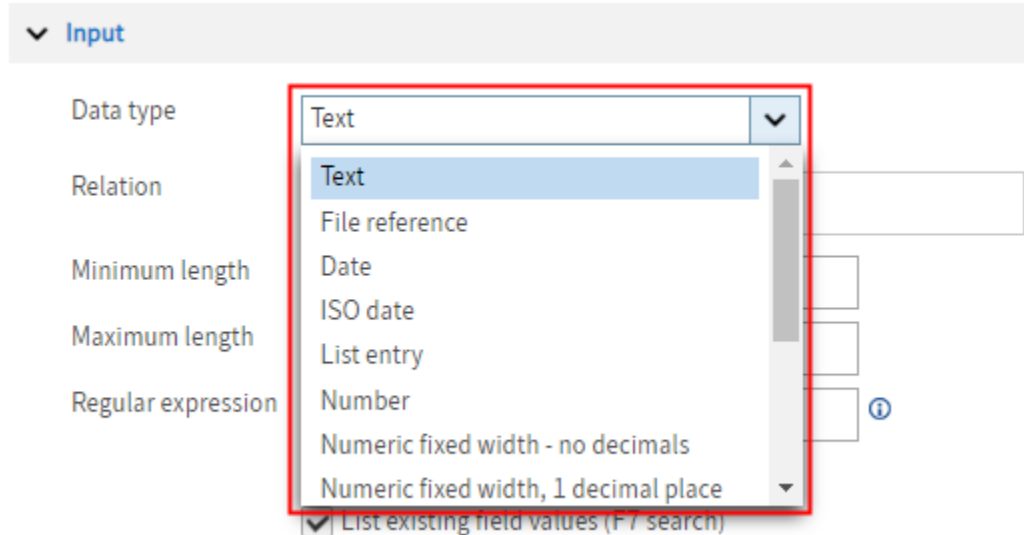 Input
Data type
Text
Text
Relation
File reference
Date
Minimum length
ISO date
Maximum length
List entry
Regular expression
Number
Numeric fixed width - no decimals
Numeric fixed width, 1 decimal place
List existing field values (F7 search)